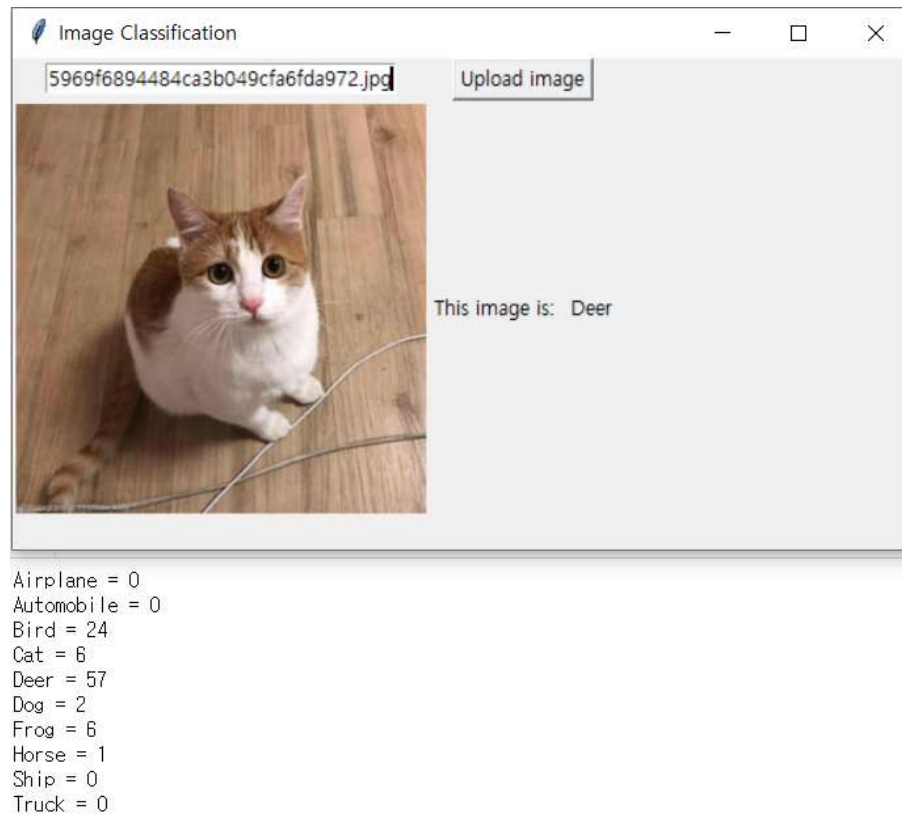 Image Classification
5969f6894484ca3b049cfa6fda972.jpg
Upload image
This image is: Deer
Airplane = 0
Automobile = 0
Bird = 24
Cat = 6
Deer = 57
Dog = 2
Frog = 6
Horse = 1
Ship = 0
Truck = 0